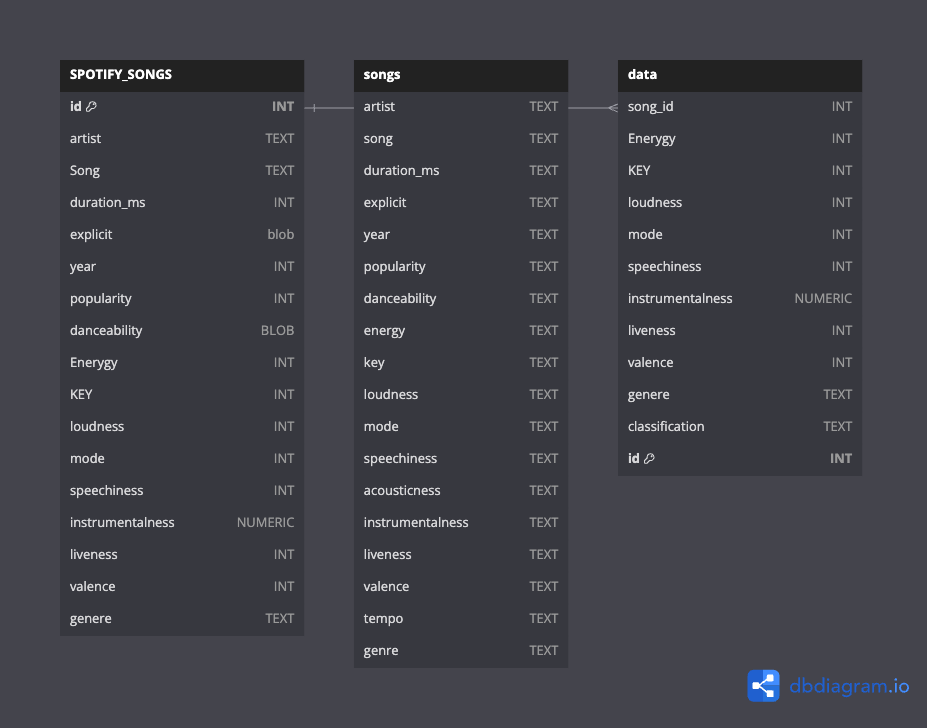 SPOTIFY_SONGS
id INT
artist TEXT
Song TEXT
duration_ms INT
explicit blob
year INT
popularity INT
danceability BLOB
Enerygy INT
KEY INT
loudness INT
mode INT
speechiness INT
instrumentalness NUMERIC
liveness INT
valence INT
genere TEXT
songs
artist TEXT
song TEXT
duration_ms TEXT
explicit TEXT
year TEXT
popularity TEXT
danceability TEXT
energy TEXT
key TEXT
loudness TEXT
mode TEXT
speechiness TEXT
acousticness TEXT
instrumentalness TEXT
liveness TEXT
valence TEXT
tempo TEXT
genre TEXT
data
song_id INT
Enerygy INT
KEY INT
loudness INT
mode INT
speechiness INT
instrumentalness NUMERIC
liveness INT
valence INT
genere TEXT
classification TEXT
id INT
dbdiagram.io